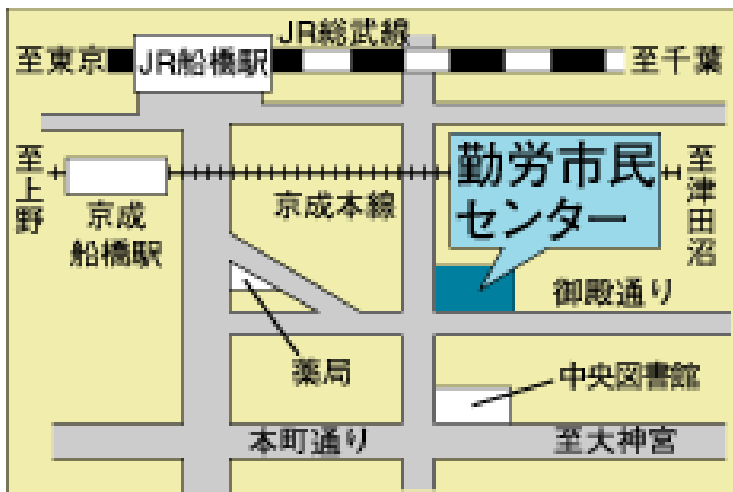 JR総武線
至東京
JR船橋駅
至千葉
至上野
京成
船橋駅
京成本線
勤労市民
センター
至津田沼
御殿通り
薬局
中央図書館
本町通り
至大神宮